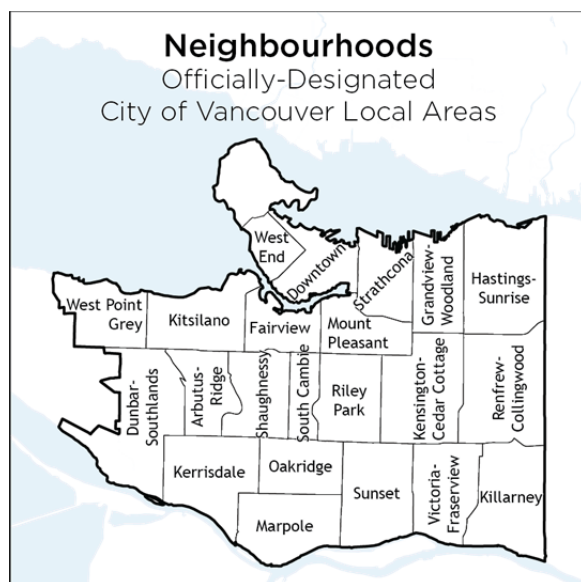 Neighbourhoods
Officially-Designated
City of Vancouver Local Areas
West
End
Downtown
Strathcona
Grandview-
Woodland
Hastings-
Sunrise
West Point
Grey
Kitsilano
Fairview
Mount
Pleasant
Dunbar-
Southlands
Arbutus-
Ridge
Shaughnessy
South Cambie
Riley
Park
Kensington-
Cedar Cottage
Renfrew-
Collingwood
Kerrisdale
Oakridge
Marpole
Sunset
Victoria-
Fraserview
Killarney